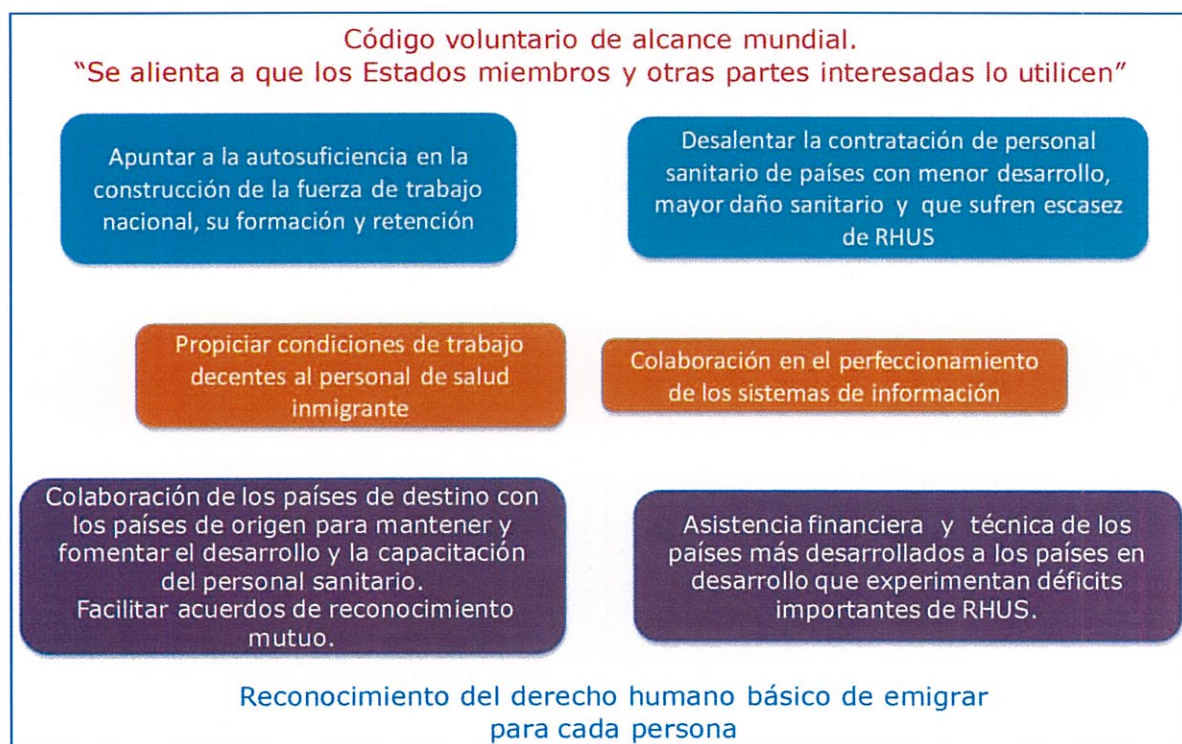 Código voluntario de alcance mundial.
“Se alienta a que los Estados miembros y otras partes interesadas lo utilicen”
Apuntar a la autosuficiencia en la
construcción de la fuerza de trabajo
nacional, su formación y retención
Desalentar la contratación de personal
sanitario de países con menor desarrollo,
mayor daño sanitario y que sufren escasez
de RHUS
Propiciar condiciones de trabajo
decentes al personal de salud
inmigrante
Colaboración en el perfeccionamiento
de los sistemas de información
Colaboración de los países de destino con
los países de origen para mantener y
fomentar el desarrollo y la capacitación
del personal sanitario.
Facilitar acuerdos de reconocimiento
mutuo.
Asistencia financiera y técnica de los
países más desarrollados a los países en
desarrollo que experimentan déficits
importantes de RHUS.
Reconocimiento del derecho humano básico de emigrar
para cada persona